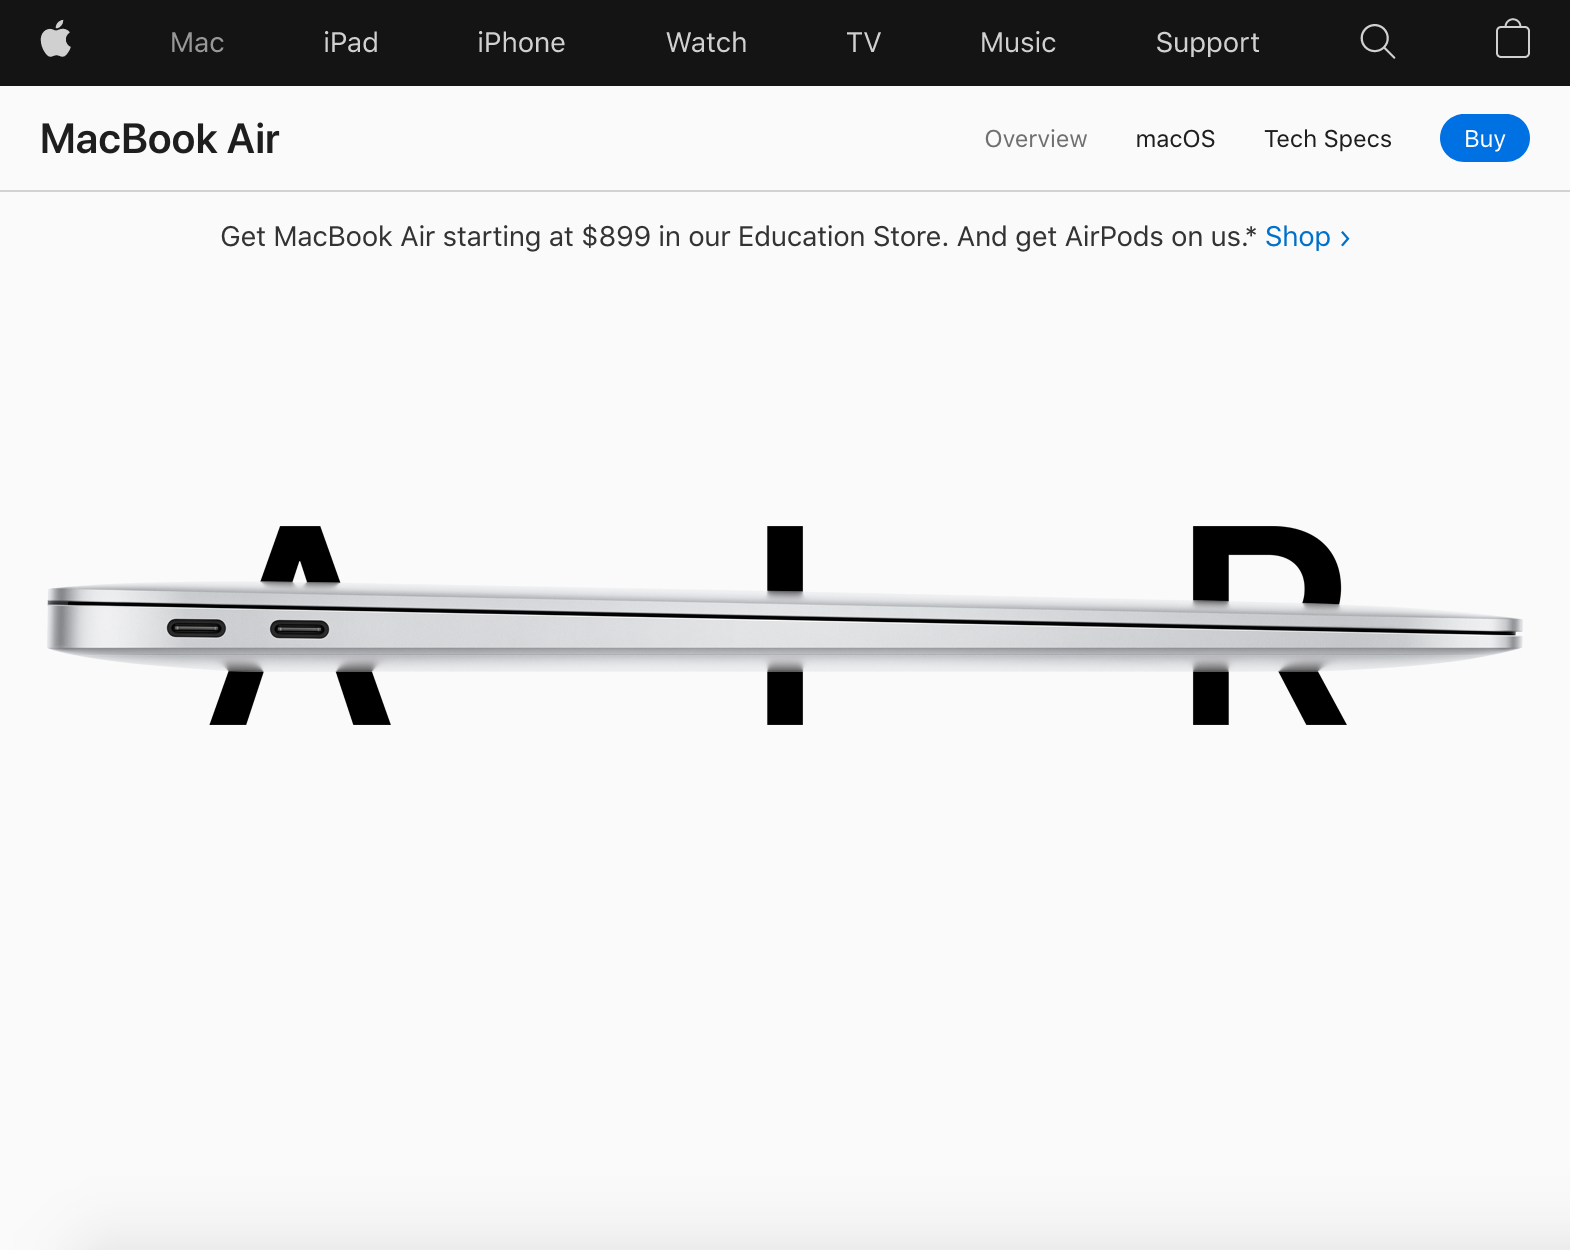 Mac iPad iPhone Watch TV Music Support
MacBook Air Overview macOS Tech Specs Buy
Get MacBook Air starting at $899 in our Education Store. And get AirPods on us.* Shop ›
AIR